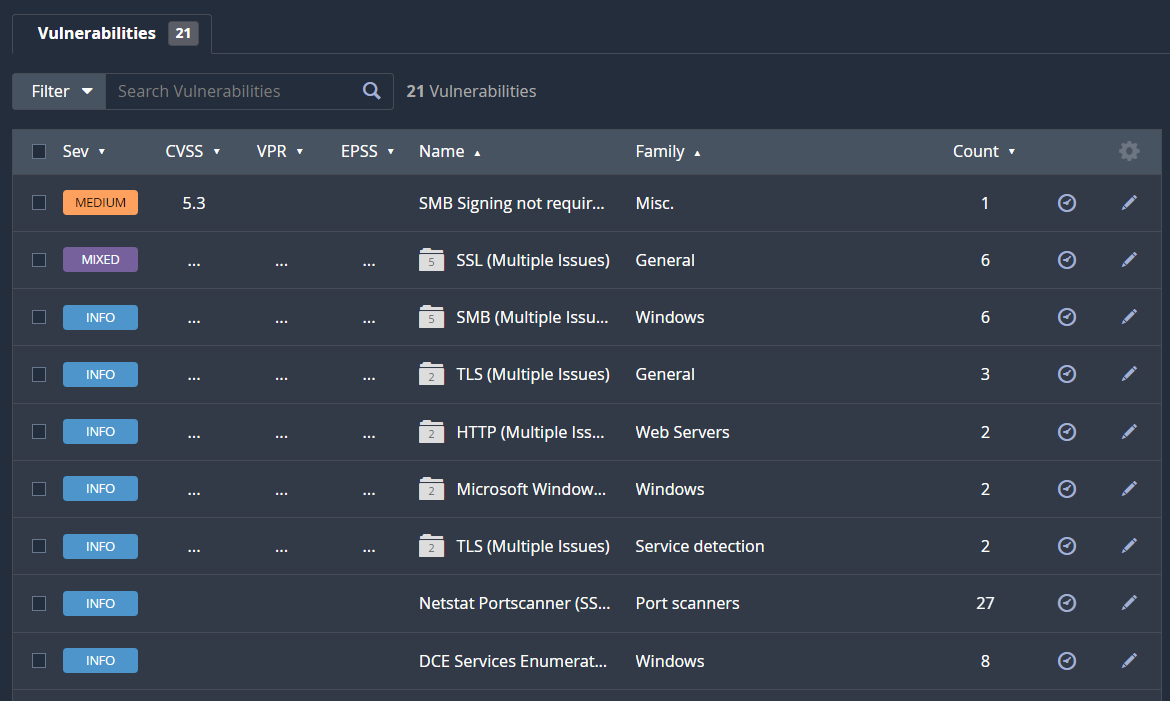 Vulnerabilities 21
Filter Search Vulnerabilities 21 Vulnerabilities
Sev CVSS VPR EPSS Name Family Count
MEDIUM 5.3 SMB Signing not requir... Misc. 1
MIXED ... ... ... 5 SSL (Multiple Issues) General 6
INFO ... ... ... 5 SMB (Multiple Issu... Windows 6
INFO ... ... ... 2 TLS (Multiple Issues) General 3
INFO ... ... ... 2 HTTP (Multiple Iss... Web Servers 2
INFO ... ... ... 2 Microsoft Window... Windows 2
INFO ... ... ... 2 TLS (Multiple Issues) Service detection 2
INFO Netstat Portscanner (SS... Port scanners 27
INFO DCE Services Enumerat... Windows 8